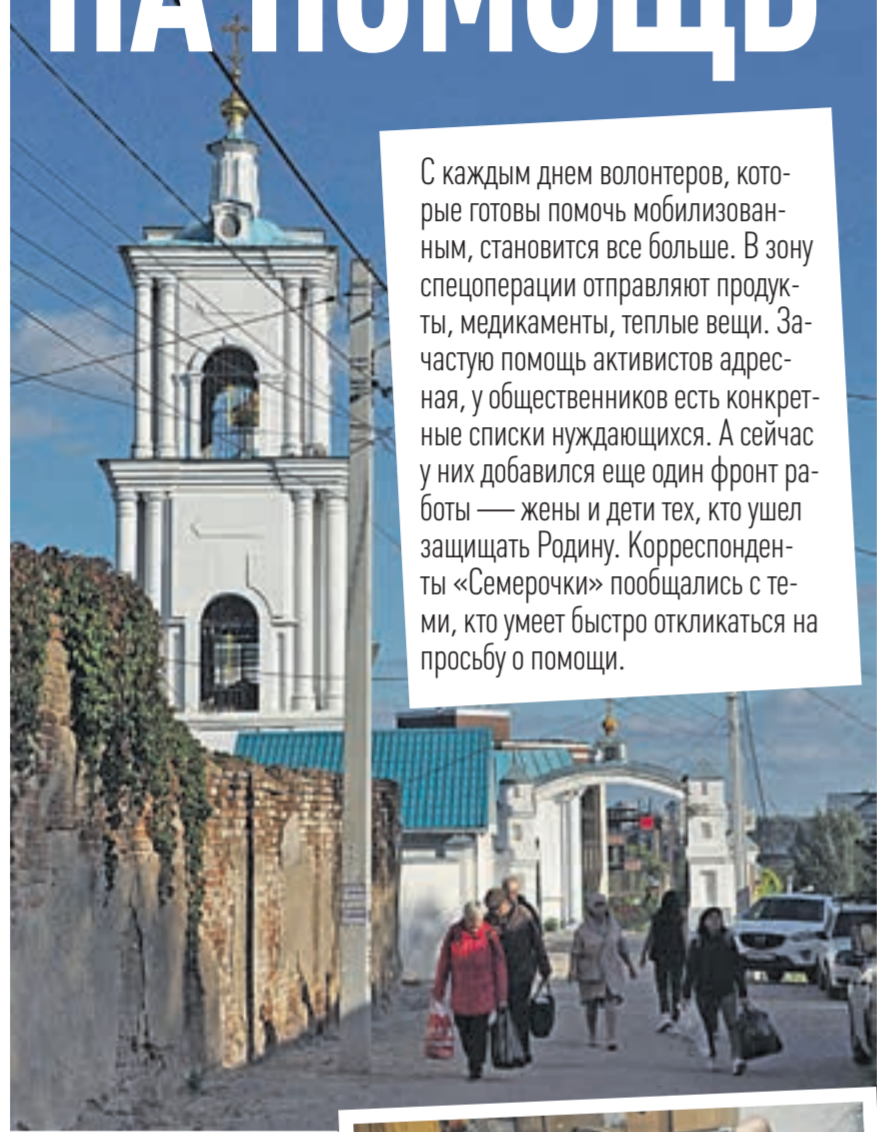 НА ПОМОЩЬ
С каждым днем волонтеров, кото-
рые готовы помочь мобилизован-
ным, становится все больше. В зону
спецоперации отправляют продук-
ты, медикаменты, теплые вещи. За-
частую помощь активистов адрес-
ная, у общественников есть конкрет-
ные списки нуждающихся. А сейчас
у них добавился еще один фронт ра-
боты — жены и дети тех, кто ушел
защищать Родину. Корреспонден-
ты «Семерочки» пообщались с те-
ми, кто умеет быстро откликаться на
просьбу о помощи.